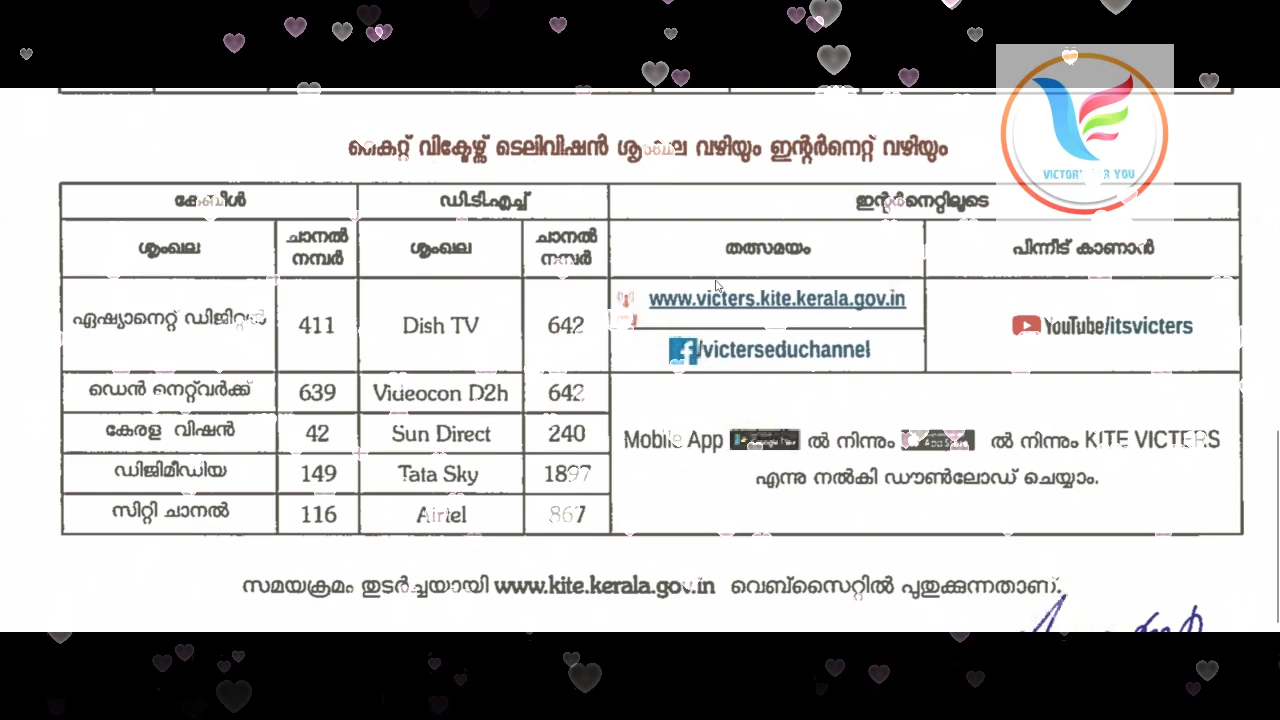 കൈറ്റ് വിക്ടേഴ്സ് ടെലിവിഷൻ ശൃംഖല വഴിയും ഇന്റർനെറ്റ് വഴിയും
VICTORY FOR YOU
കേബിൾ ഡി.ടി.എച്ച് ഇന്റർനെറ്റിലൂടെ
ശൃംഖല ചാനൽ നമ്പർ ശൃംഖല ചാനൽ നമ്പർ തത്സമയം പിന്നീട് കാണാൻ
ഏഷ്യാനെറ്റ് ഡിജിറ്റൽ 411 Dish TV 642 www.victers.kite.kerala.gov.in YouTube/itsvicters
/victerseduchannel
ഡെൻ നെറ്റ്‌വർക്ക് 639 Videocon D2h 642
കേരള വിഷൻ 42 Sun Direct 240
Mobile App ൽ നിന്നും ൽ നിന്നും KITE VICTERS
ഡിജിമീഡിയ 149 Tata Sky 1897
എന്നു നൽകി ഡൗൺലോഡ് ചെയ്യാം.
സിറ്റി ചാനൽ 116 Airtel 867
സമയക്രമം തുടർച്ചയായി www.kite.kerala.gov.in വെബ്സൈറ്റിൽ പുതുക്കുന്നതാണ്.